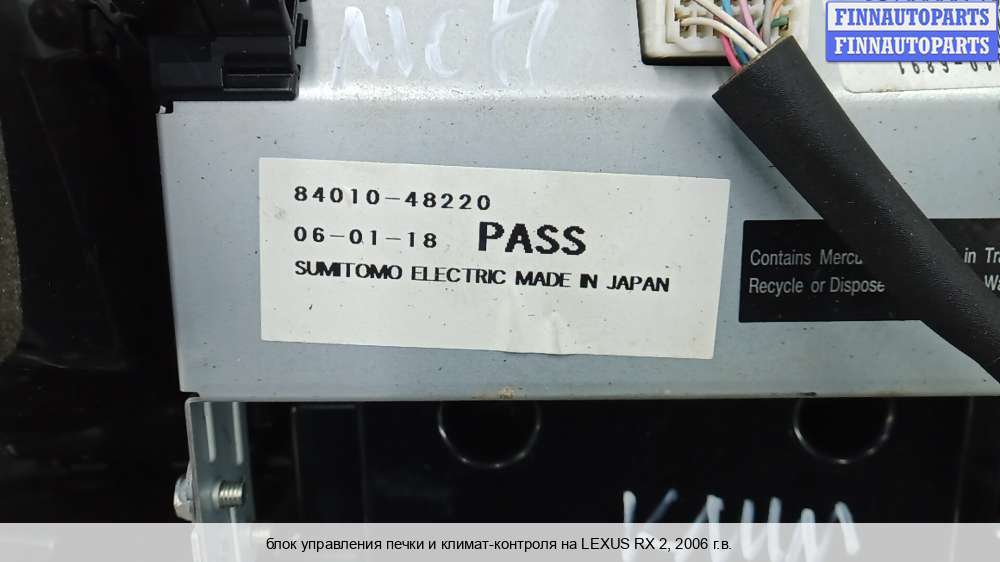 FINNAUTOPARTS
FINNAUTOPARTS
84010-48220
06-01-18 PASS
SUMITOMO ELECTRIC MADE IN JAPAN
Contains in
Recycle or Dispose
блок управления печки и климат-контроля на LEXUS RX 2, 2006 г.в.